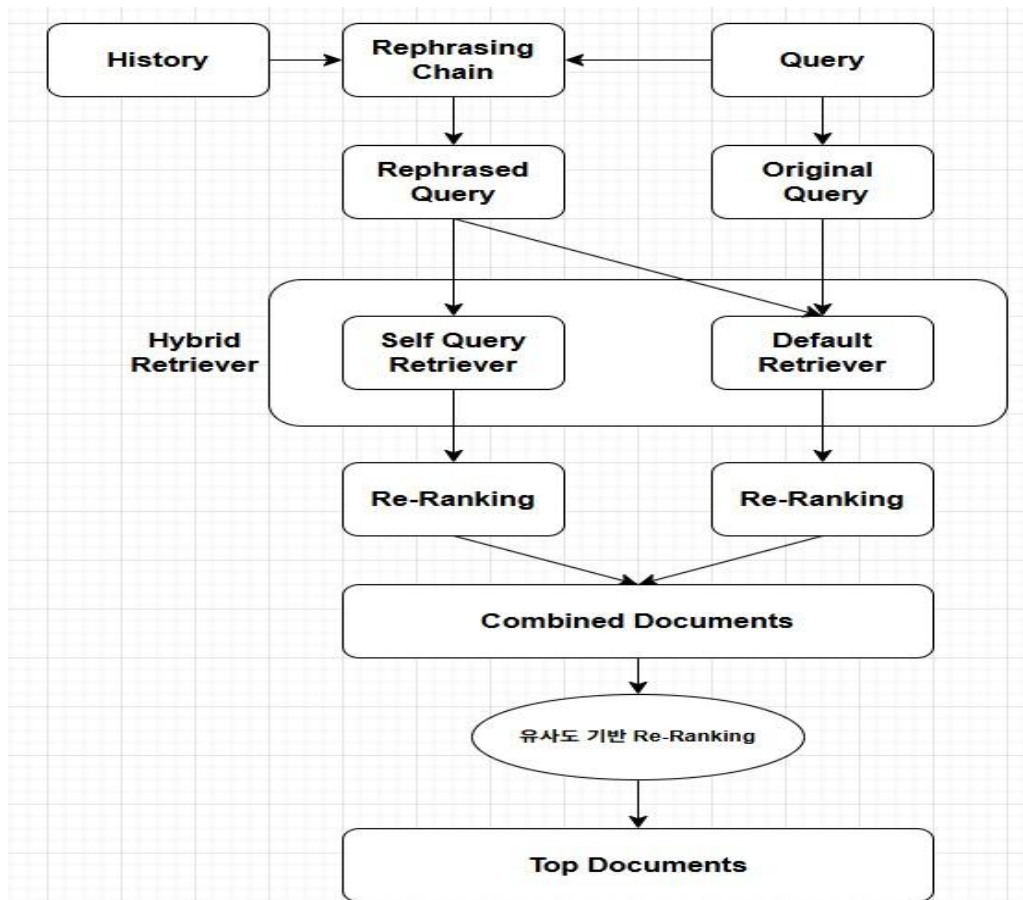 History
Rephrasing
Chain
Query
Rephrased
Query
Original
Query
Hybrid
Retriever
Self Query
Retriever
Default
Retriever
Re-Ranking
Re-Ranking
Combined Documents
유사도 기반 Re-Ranking
Top Documents